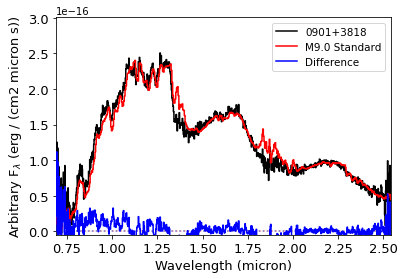 1e−16
3.0
2.5
2.0
1.5
1.0
0.5
0.0
Arbitrary Fλ (erg / (cm2 micron s))
0901+3818
M9.0 Standard
Difference
0.75 1.00 1.25 1.50 1.75 2.00 2.25 2.50
Wavelength (micron)